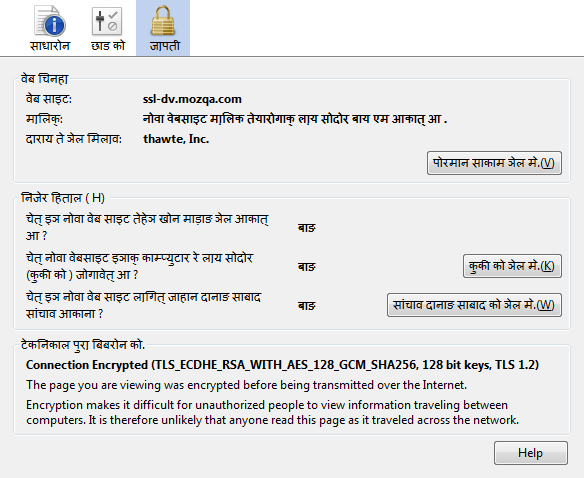 साधारोन छाड को जापती
वेब चिनहा
वेब साइट: ssl-dv.mozqa.com
मा़लिक्: नोवा वेबसाइट मा़लिक तेयारोगाक् ला़य सोदोर बाय एम आकात् आ .
दाराय ते ञेल मिलाव: thawte, Inc.
पोरमान साकाम ञेल मे.(V)
निजेर हिताल ( H)
चेत् इञ नोवा वेब साइट तेहेञ खोन माड़ाङ ञेल आकात्
आ ? बाङ
चेत् नोवा वेबसाइट इञाक् काम्प्युटार रे ला़य सोदोर
(कुकी को ) जोगावेत् आ ? बाङ कुकी को ञेल मे.(K)
चेत् इञ नोवा वेब साइट ला़गित् जाहान दानाङ साबाद
सांचाव आकाना ? बाङ सांचाव दानाङ साबाद को ञेल मे.(W)
टेकनिकाल पुरा़ बिबरोन को.
Connection Encrypted (TLS_ECDHE_RSA_WITH_AES_128_GCM_SHA256, 128 bit keys, TLS 1.2)
The page you are viewing was encrypted before being transmitted over the Internet.
Encryption makes it difficult for unauthorized people to view information traveling between
computers. It is therefore unlikely that anyone read this page as it traveled across the network.
Help